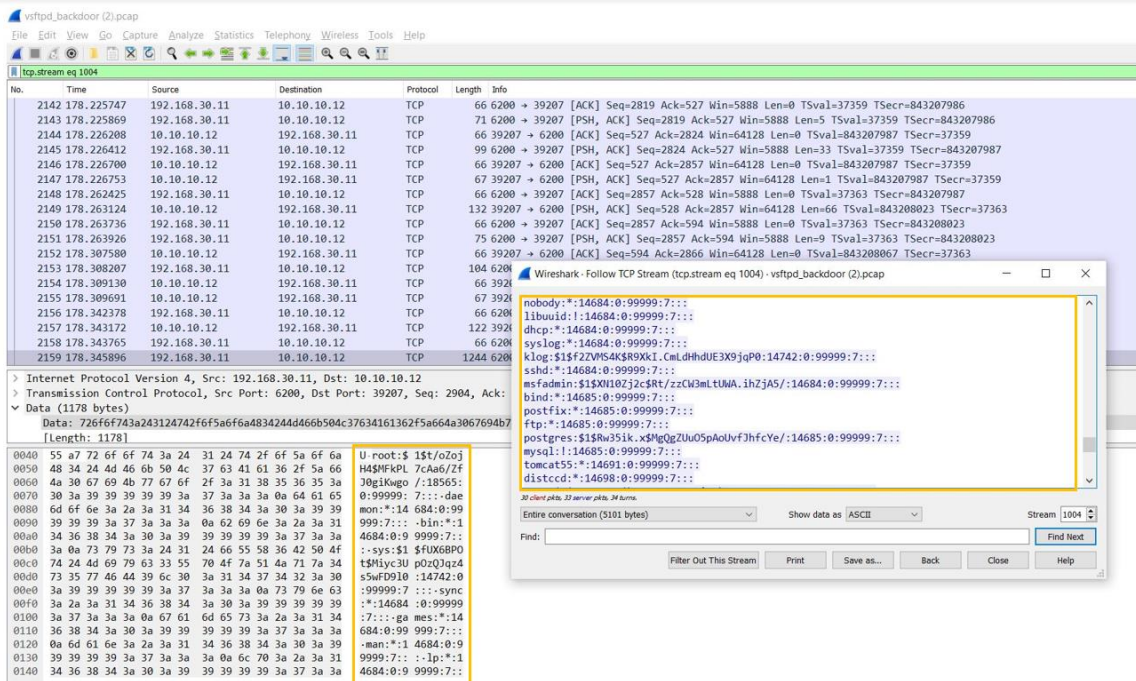 vsftpd_backdoor (2).pcap
File Edit View Go Capture Analyze Statistics Telephony Wireless Tools Help
tcp.stream eq 1004
No. Time Source Destination Protocol Length Info
2142 178.225747 192.168.30.11 10.10.10.12 TCP 66 6200 → 39207 [ACK] Seq=2819 Ack=527 Win=5888 Len=0 TSval=37359 TSecr=843207986
2143 178.225869 192.168.30.11 10.10.10.12 TCP 71 6200 → 39207 [PSH, ACK] Seq=2819 Ack=527 Win=5888 Len=5 TSval=37359 TSecr=843207986
2144 178.226208 10.10.10.12 192.168.30.11 TCP 66 39207 → 6200 [ACK] Seq=527 Ack=2824 Win=64128 Len=0 TSval=843207987 TSecr=37359
2145 178.226412 192.168.30.11 10.10.10.12 TCP 99 6200 → 39207 [PSH, ACK] Seq=2824 Ack=527 Win=5888 Len=33 TSval=37359 TSecr=843207987
2146 178.226700 10.10.10.12 192.168.30.11 TCP 66 39207 → 6200 [ACK] Seq=527 Ack=2857 Win=64128 Len=0 TSval=843207987 TSecr=37359
2147 178.226753 10.10.10.12 192.168.30.11 TCP 67 39207 → 6200 [PSH, ACK] Seq=527 Ack=2857 Win=64128 Len=1 TSval=843207987 TSecr=37359
2148 178.262425 192.168.30.11 10.10.10.12 TCP 66 6200 → 39207 [ACK] Seq=2857 Ack=528 Win=5888 Len=0 TSval=37363 TSecr=843207987
2149 178.263124 10.10.10.12 192.168.30.11 TCP 132 39207 → 6200 [PSH, ACK] Seq=528 Ack=2857 Win=64128 Len=66 TSval=843208023 TSecr=37363
2150 178.263736 192.168.30.11 10.10.10.12 TCP 66 6200 → 39207 [ACK] Seq=2857 Ack=594 Win=5888 Len=0 TSval=37363 TSecr=843208023
2151 178.263926 192.168.30.11 10.10.10.12 TCP 75 6200 → 39207 [PSH, ACK] Seq=2857 Ack=594 Win=5888 Len=9 TSval=37363 TSecr=843208023
2152 178.307580 10.10.10.12 192.168.30.11 TCP 66 39207 → 6200 [ACK] Seq=594 Ack=2866 Win=64128 Len=0 TSval=843208067 TSecr=37363
2153 178.308207 192.168.30.11 10.10.10.12 TCP 104 620
2154 178.309130 10.10.10.12 192.168.30.11 TCP 66 392
2155 178.309691 10.10.10.12 192.168.30.11 TCP 67 392
2156 178.342378 192.168.30.11 10.10.10.12 TCP 66 620
2157 178.343172 10.10.10.12 192.168.30.11 TCP 122 392
2158 178.343765 192.168.30.11 10.10.10.12 TCP 66 620
2159 178.345896 192.168.30.11 10.10.10.12 TCP 1244 620
Internet Protocol Version 4, Src: 192.168.30.11, Dst: 10.10.10.12
Transmission Control Protocol, Src Port: 6200, Dst Port: 39207, Seq: 2904, Ack:
Data (1178 bytes)
[Length: 1178]
0040 55 a7 72 6f 6f 74 3a 24 31 24 74 2f 6f 5a 6f 6a U·root:$ 1$t/oZoj
0050 48 34 24 4d 46 6b 50 4c 37 63 41 61 36 2f 5a 66 H4$MFkPL 7cAa6/Zf
0060 4a 30 67 69 4b 77 67 6f 2f 3a 31 38 35 36 35 3a J0giKwgo /:18565:
0070 30 3a 39 39 39 39 39 3a 37 3a 3a 3a 0a 64 61 65 0:99999: 7:::·dae
0080 6d 6f 6e 3a 2a 3a 31 34 36 38 34 3a 30 3a 39 39 mon:*:14 684:0:99
0090 39 39 39 3a 37 3a 3a 3a 0a 62 69 6e 3a 2a 3a 31 999:7::: ·bin:*:1
00a0 34 36 38 34 3a 30 3a 39 39 39 39 39 3a 37 3a 3a 4684:0:9 9999:7::
00b0 3a 0a 73 79 73 3a 24 31 24 66 55 58 36 42 50 4f :·sys:$1 $fUX6BPO
00c0 74 24 4d 69 79 63 33 55 70 4f 7a 51 4a 71 7a 34 t$Miyc3U pOzQJqz4
00d0 73 35 77 46 44 39 6c 30 3a 31 34 37 34 32 3a 30 s5wFD9l0 :14742:0
00e0 3a 39 39 39 39 39 3a 37 3a 3a 3a 0a 73 79 6e 63 :99999:7 :::·sync
00f0 3a 2a 3a 31 34 36 38 34 3a 30 3a 39 39 39 39 39 :*:14684 :0:99999
0100 3a 37 3a 3a 3a 0a 67 61 6d 65 73 3a 2a 3a 31 34 :7:::·ga mes:*:14
0110 36 38 34 3a 30 3a 39 39 39 39 39 3a 37 3a 3a 3a 684:0:99 999:7:::
0120 0a 6d 61 6e 3a 2a 3a 31 34 36 38 34 3a 30 3a 39 ·man:*:1 4684:0:9
0130 39 39 39 39 3a 37 3a 3a 3a 0a 6c 70 3a 2a 3a 31 9999:7:: :·lp:*:1
0140 34 36 38 34 3a 30 3a 39 39 39 39 39 3a 37 3a 3a 4684:0:9 9999:7::
Wireshark · Follow TCP Stream (tcp.stream eq 1004) · vsftpd_backdoor (2).pcap
nobody:*:14684:0:99999:7:::
libuuid:!:14684:0:99999:7:::
dhcp:*:14684:0:99999:7:::
syslog:*:14684:0:99999:7:::
klog:$1$f2ZVMS4K$R9XkI.CmLdHhdUE3X9jqP0:14742:0:99999:7:::
sshd:*:14684:0:99999:7:::
msfadmin:$1$XN10Zj2c$Rt/zzCW3mLtUWA.ihZjA5/:14684:0:99999:7:::
bind:*:14685:0:99999:7:::
postfix:*:14685:0:99999:7:::
ftp:*:14685:0:99999:7:::
postgres:$1$Rw35ik.x$MgQgZUuO5pAoUvfJhfcYe/:14685:0:99999:7:::
mysql:!:14685:0:99999:7:::
tomcat55:*:14691:0:99999:7:::
distccd:*:14698:0:99999:7:::
30 client pkts, 33 server pkts, 34 turns.
Entire conversation (5101 bytes) Show data as ASCII Stream 1004
Find: Find Next
Filter Out This Stream Print Save as... Back Close Help